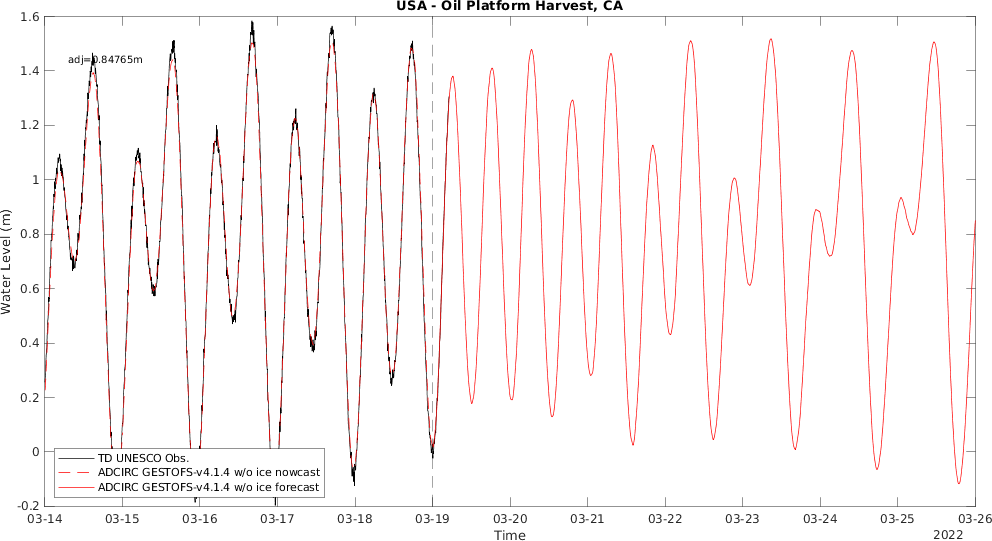 USA - Oil Platform Harvest, CA
adj=0.84765m
Water Level (m)
1.6
1.4
1.2
1
0.8
0.6
0.4
0.2
0
-0.2
TD UNESCO Obs.
ADCIRC GESTOFS-v4.1.4 w/o ice nowcast
ADCIRC GESTOFS-v4.1.4 w/o ice forecast
03-14 03-15 03-16 03-17 03-18 03-19 03-20 03-21 03-22 03-23 03-24 03-25 03-26
Time
2022